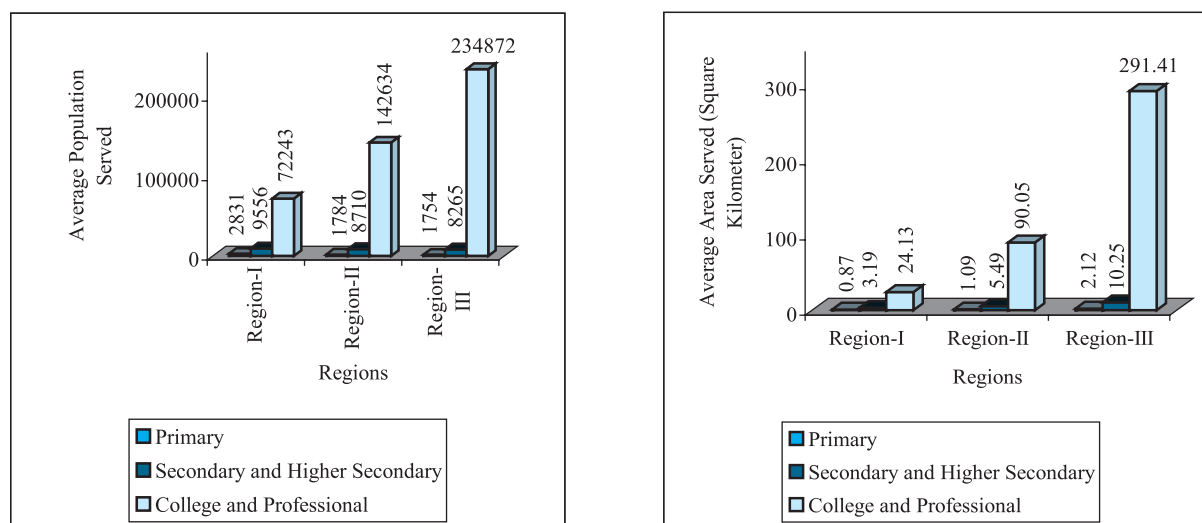 Average Population
Served
200000
100000
0
2831
9556
72243
1784
8710
142634
1754
8265
234872
Region-I
Region-II
Region-
III
Regions
Primary
Secondary and Higher Secondary
College and Professional
Average Area Served (Square
Kilometer)
300
200
100
0
0.87
3.19
24.13
1.09
5.49
90.05
2.12
10.25
291.41
Region-I
Region-II
Region-III
Regions
Primary
Secondary and Higher Secondary
College and Professional